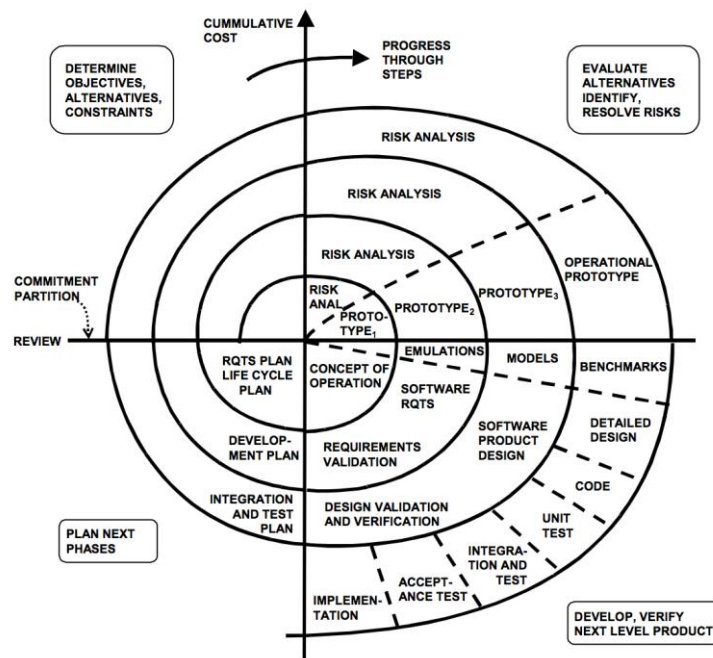 CUMMULATIVE
COST
PROGRESS
THROUGH
STEPS
DETERMINE
OBJECTIVES,
ALTERNATIVES,
CONSTRAINTS
EVALUATE
ALTERNATIVES
IDENTIFY,
RESOLVE RISKS
RISK ANALYSIS
RISK ANALYSIS
RISK ANALYSIS
RISK
ANAL.
COMMITMENT
PARTITION
REVIEW
PROTO-
TYPE1
PROTOTYPE2
PROTOTYPE3
OPERATIONAL
PROTOTYPE
EMULATIONS
MODELS
BENCHMARKS
RQTS PLAN
LIFE CYCLE
PLAN
CONCEPT OF
OPERATION
SOFTWARE
RQTS
SOFTWARE
PRODUCT
DESIGN
DETAILED
DESIGN
DEVELOP-
MENT PLAN
REQUIREMENTS
VALIDATION
CODE
UNIT
TEST
INTEGRATION
AND TEST
PLAN
DESIGN VALIDATION
AND VERIFICATION
INTEGRA-
TION AND
TEST
ACCEPT-
ANCE TEST
IMPLEMEN-
TATION
PLAN NEXT
PHASES
DEVELOP, VERIFY
NEXT LEVEL PRODUCT